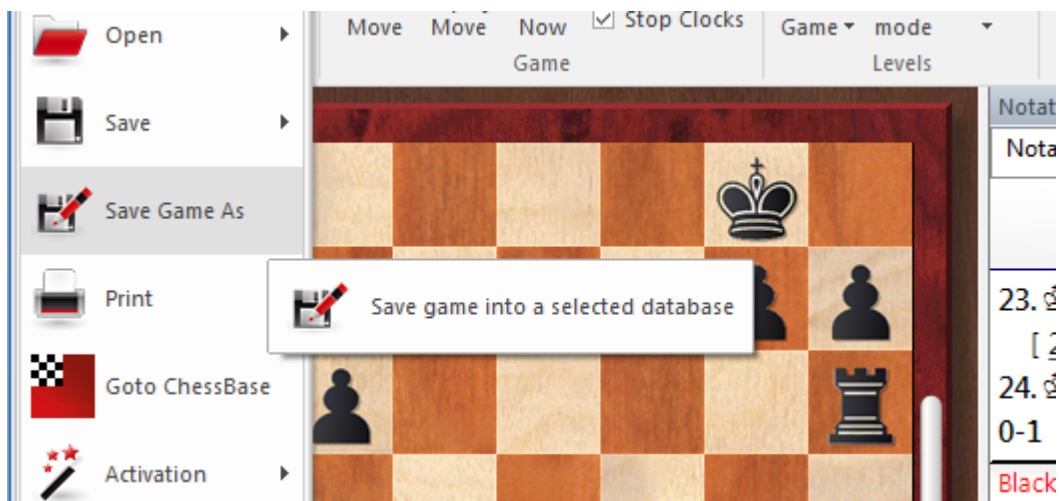 Open
Save
Save Game As
Print
Goto ChessBase
Activation
Move Move Now Stop Clocks
Game
Game mode
Levels
Save game into a selected database
Notat
Nota
23.
[ 2
24.
0-1
Black